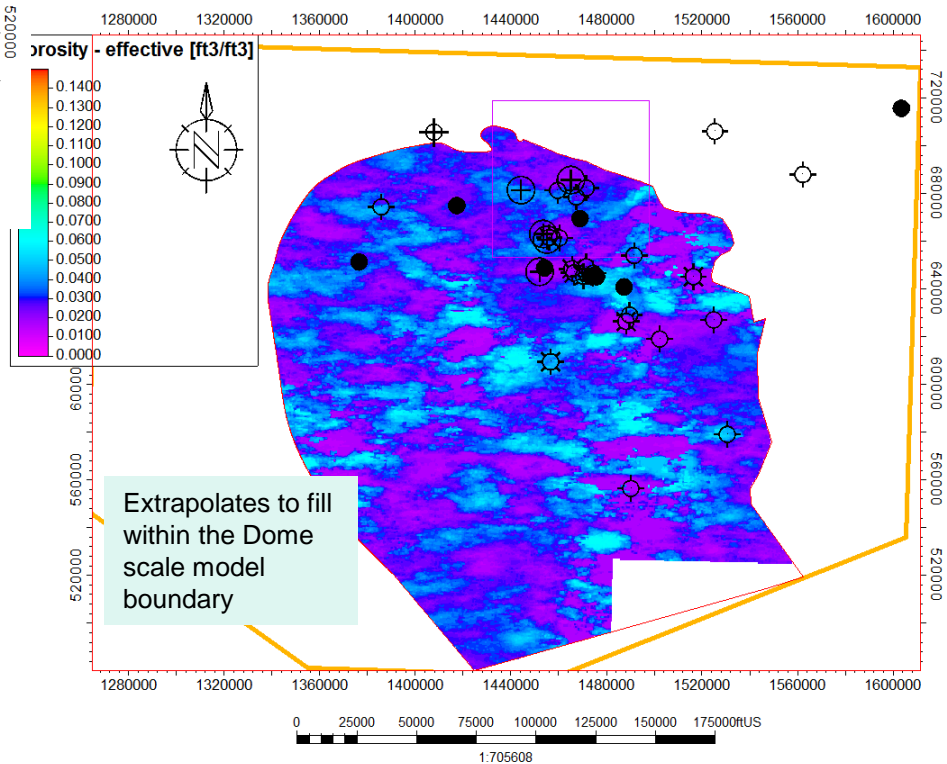 1280000 1320000 1360000 1400000 1440000 1480000 1520000 1560000 1600000
5200000
orosity - effective [ft3/ft3]
0.1400
0.1300
0.1200
0.1100
0.1000
0.0900
0.0800
0.0700
0.0600
0.0500
0.0400
0.0300
0.0200
0.0100
0.0000
N
720000
680000
640000
600000
560000
520000
60000
560000
520000
Extrapolates to fill
within the Dome
scale model
boundary
1280000 1320000 1360000 1400000 1440000 1480000 1520000 1560000 1600000
0 25000 50000 75000 100000 125000 150000 175000ftUS
1:705608